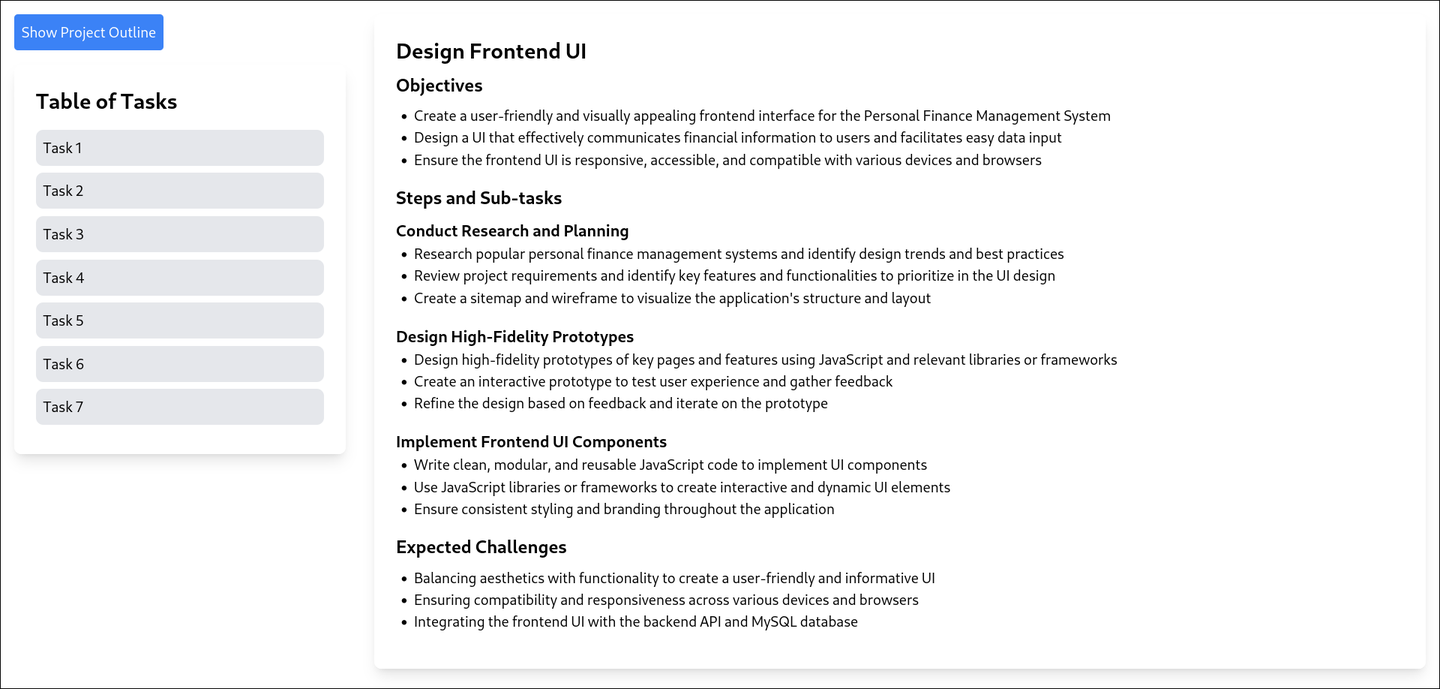 Show Project Outline
Table of Tasks
Task 1
Task 2
Task 3
Task 4
Task 5
Task 6
Task 7
Design Frontend UI
Objectives
• Create a user-friendly and visually appealing frontend interface for the Personal Finance Management System
• Design a UI that effectively communicates financial information to users and facilitates easy data input
• Ensure the frontend UI is responsive, accessible, and compatible with various devices and browsers
Steps and Sub-tasks
Conduct Research and Planning
• Research popular personal finance management systems and identify design trends and best practices
• Review project requirements and identify key features and functionalities to prioritize in the UI design
• Create a sitemap and wireframe to visualize the application's structure and layout
Design High-Fidelity Prototypes
• Design high-fidelity prototypes of key pages and features using JavaScript and relevant libraries or frameworks
• Create an interactive prototype to test user experience and gather feedback
• Refine the design based on feedback and iterate on the prototype
Implement Frontend UI Components
• Write clean, modular, and reusable JavaScript code to implement UI components
• Use JavaScript libraries or frameworks to create interactive and dynamic UI elements
• Ensure consistent styling and branding throughout the application
Expected Challenges
• Balancing aesthetics with functionality to create a user-friendly and informative UI
• Ensuring compatibility and responsiveness across various devices and browsers
• Integrating the frontend UI with the backend API and MySQL database